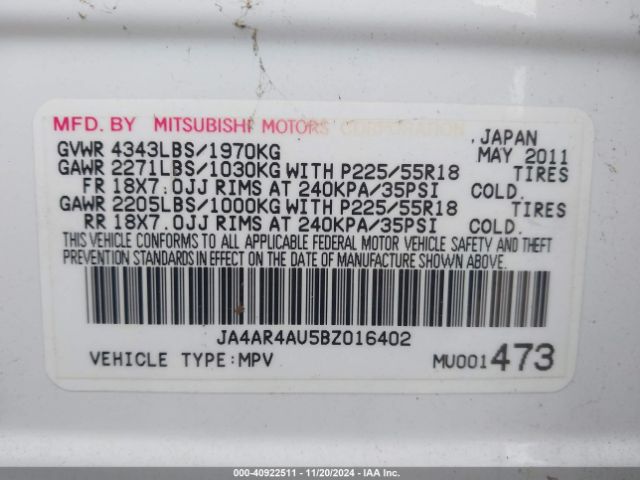 MFD. BY MITSUBISHI MOTORS CORPORATION, JAPAN
GVWR 4343LBS/1970KG MAY 2011
GAWR 2271LBS/1030KG WITH P225/55R18 TIRES
FR 18X7.0JJ RIMS AT 240KPA/35PSI COLD.
GAWR 2205LBS/1000KG WITH P225/55R18 TIRES
RR 18X7.0JJ RIMS AT 240KPA/35PSI COLD.
THIS VEHICLE CONFORMS TO ALL APPLICABLE FEDERAL MOTOR VEHICLE SAFETY AND THEFT
PREVENTION STANDARDS IN EFFECT ON THE DATE OF MANUFACTURE SHOWN ABOVE.
JA4AR4AU5BZ016402
VEHICLE TYPE:MPV MU001473
000-40922511 - 11/20/2024 - IAA Holdings, LLC. Copyright©